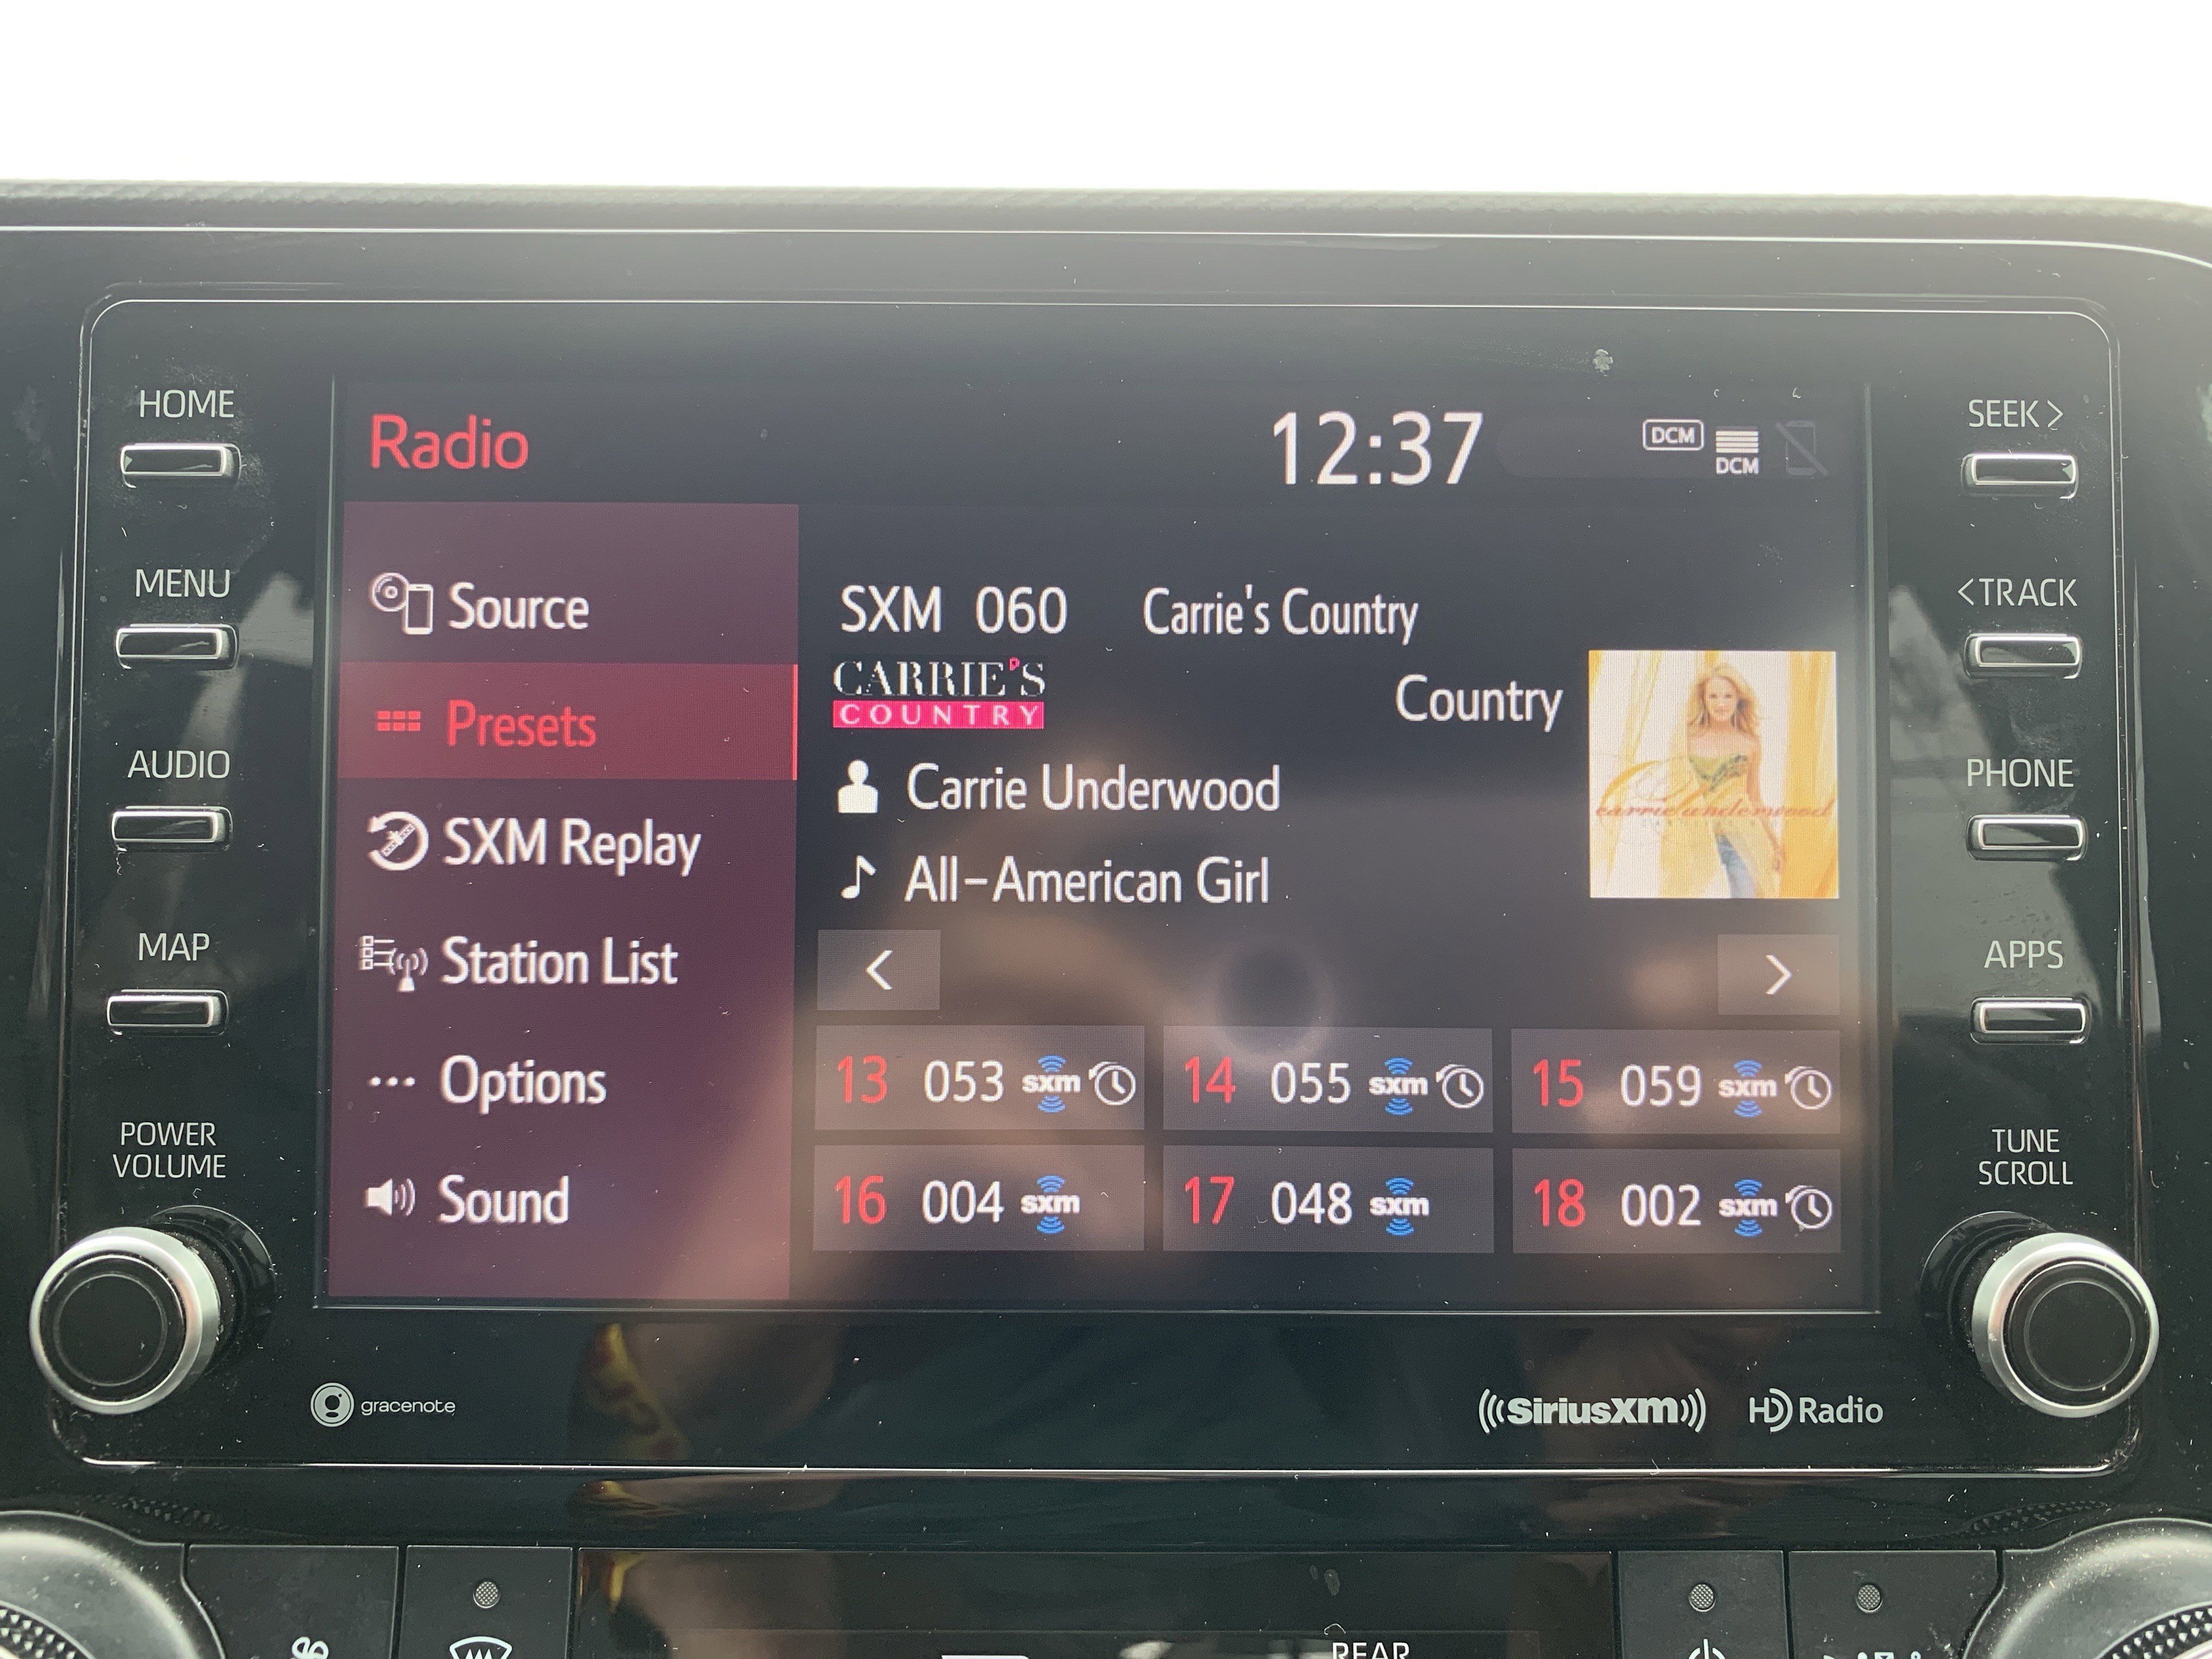 HOME
MENU
AUDIO
MAP
POWER
VOLUME
Radio
12:37
DCM
DCM
Source
Presets
SXM Replay
Station List
Options
Sound
SXM 060 Carrie's Country
CARRIE'S
COUNTRY
Country
Carrie Underwood
All-American Girl
carrie underwood
<
>
13 053 sxm
14 055 sxm
15 059 sxm
16 004 sxm
17 048 sxm
18 002 sxm
SEEK >
< TRACK
PHONE
APPS
TUNE
SCROLL
gracenote
SiriusXM
HD Radio
REAR